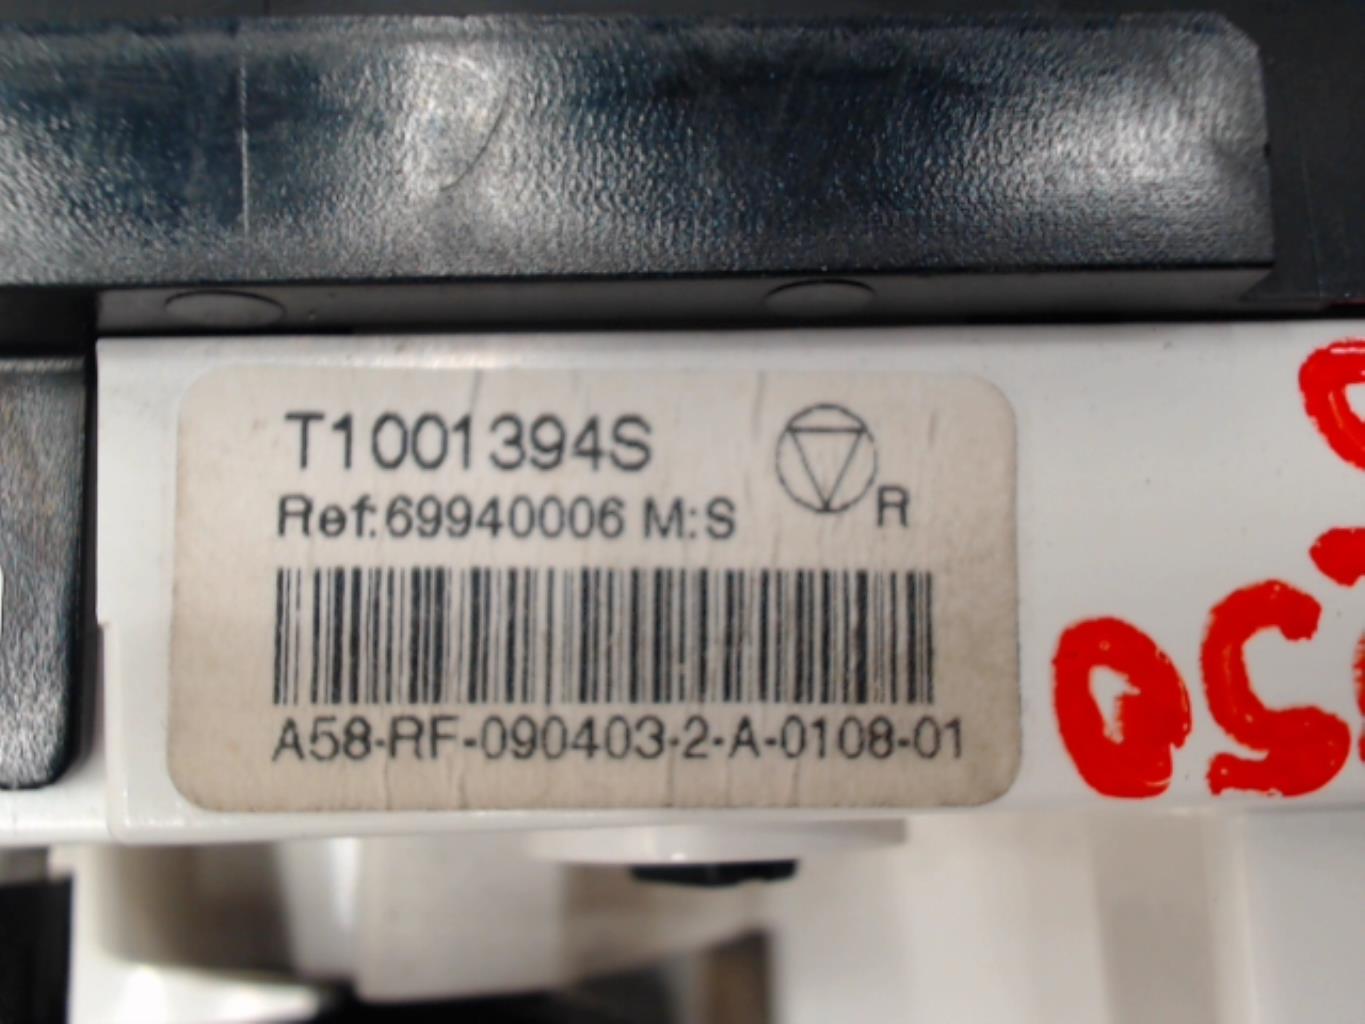 T1001394S
R
Ref:69940006 M:S
A58-RF-090403-2-A-0108-01